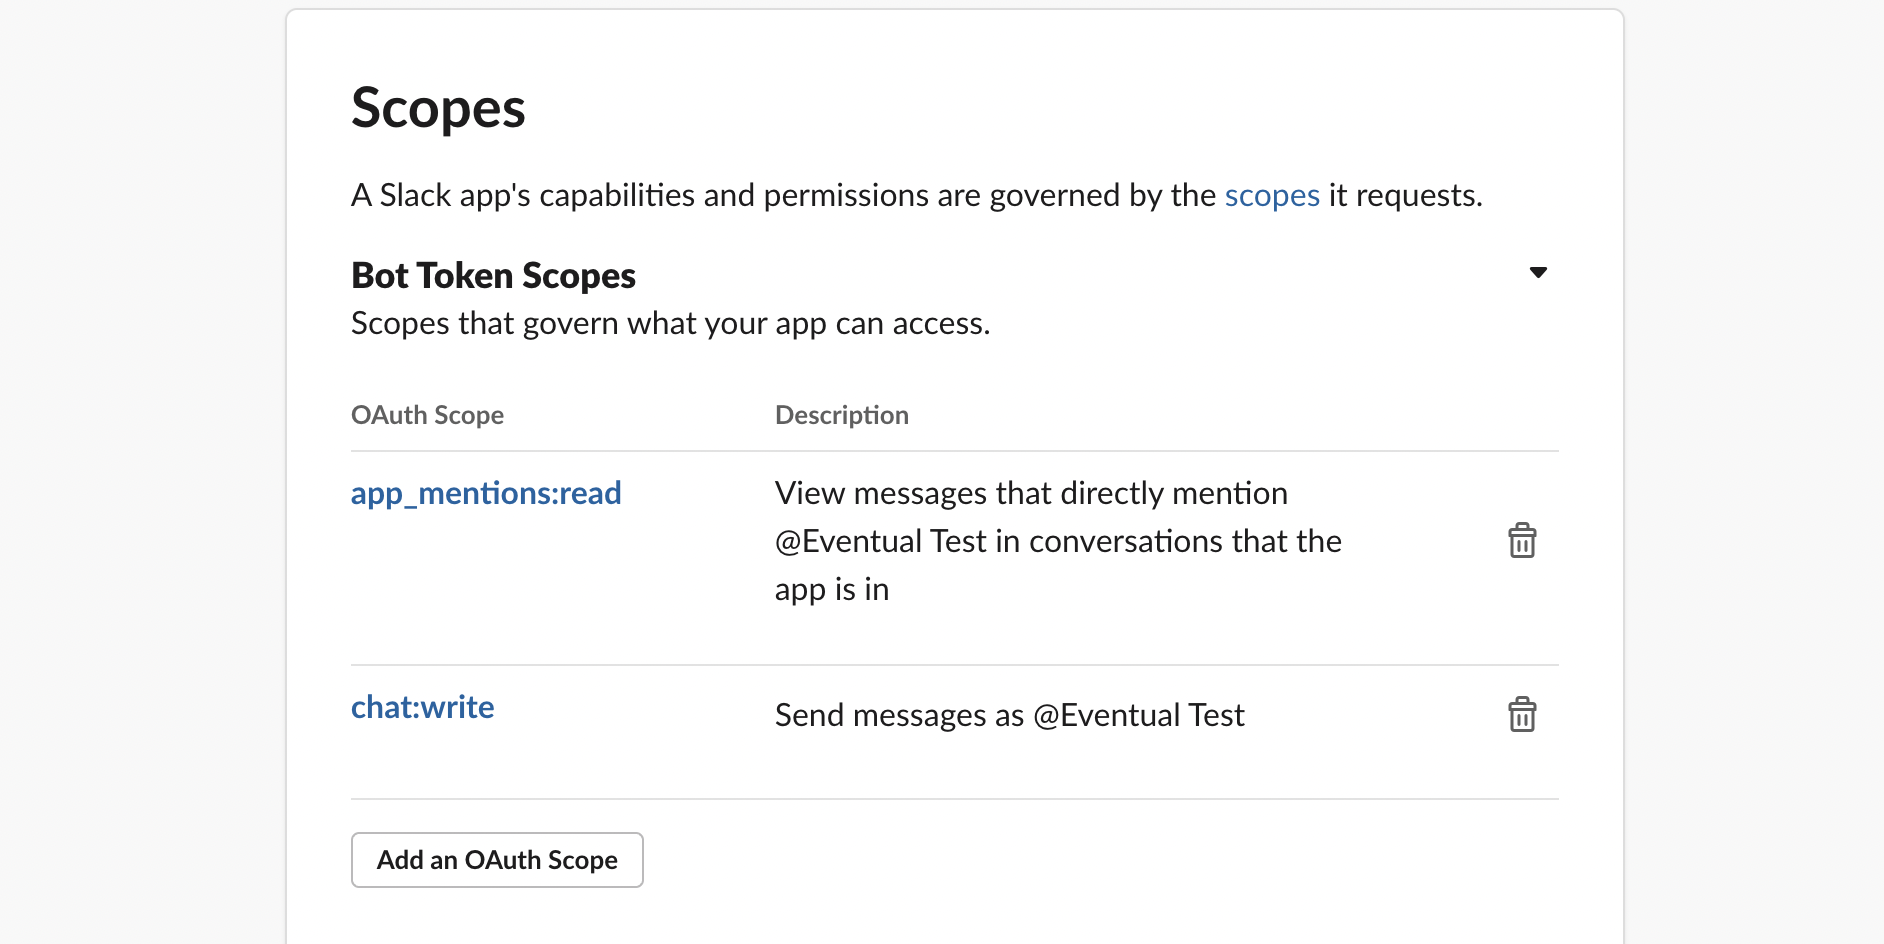 Scopes
A Slack app's capabilities and permissions are governed by the scopes it requests.
Bot Token Scopes
Scopes that govern what your app can access.
OAuth Scope Description
app_mentions:read View messages that directly mention
@Eventual Test in conversations that the
app is in
chat:write Send messages as @Eventual Test
Add an OAuth Scope